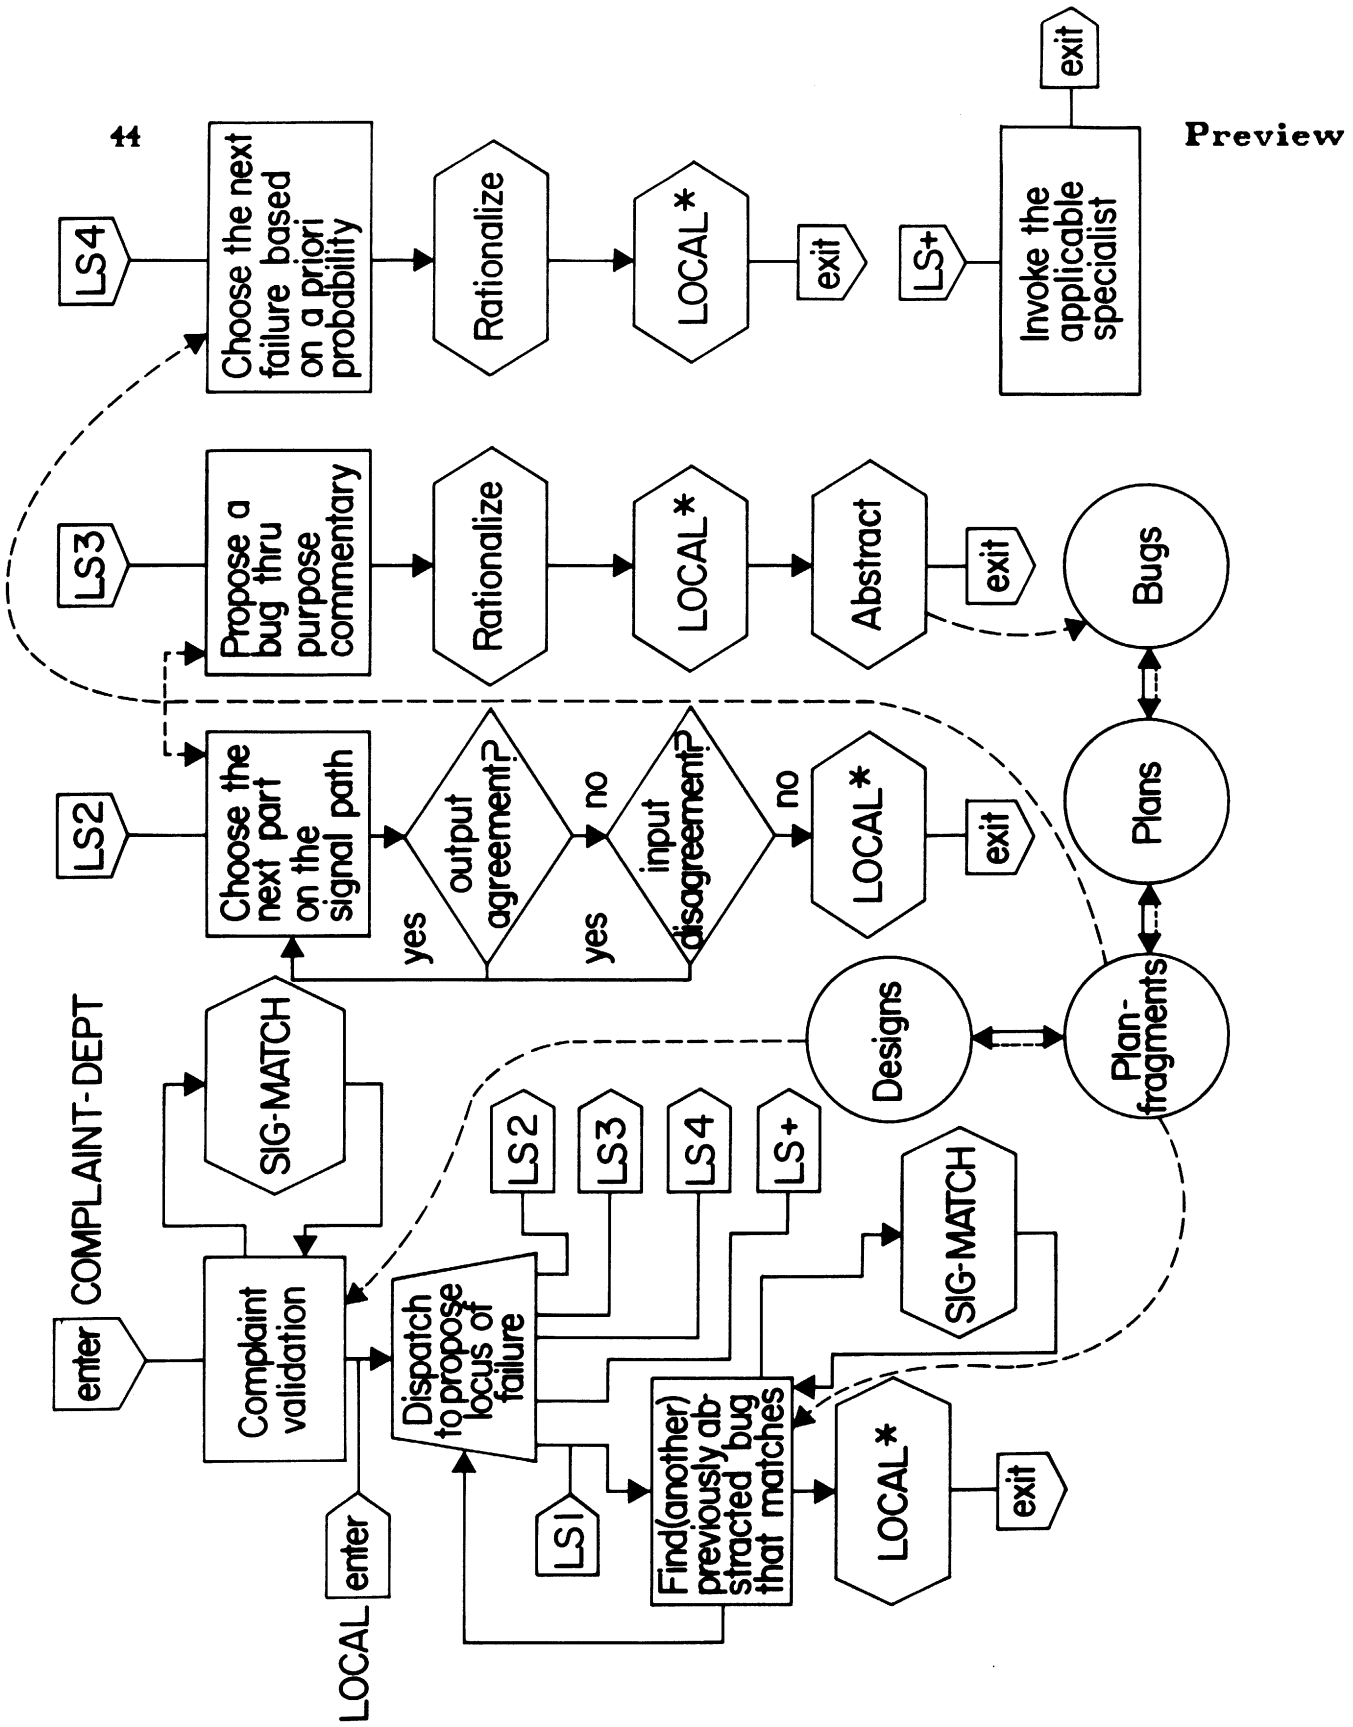 44
Preview
COMPLAINT-DEPT
enter
Complaint
validation
SIG-MATCH
LOCAL
enter
Dispatch
to propose
locus of
failure
LS2
LS3
LS4
LS+
LS1
Find(another)
previously ab-
stracted bug
that matches
SIG-MATCH
LOCAL*
exit
LS2
Choose the
next part
on the
signal path
output
agreement?
yes
no
input
disagreement?
yes
no
LOCAL*
exit
LS3
Propose a
bug thru
purpose
commentary
Rationalize
LOCAL*
Abstract
exit
LS4
Choose the next
failure based
on a priori
probability
Rationalize
LOCAL*
exit
LS+
Invoke the
applicable
specialist
exit
Designs
Plan-
fragments
Plans
Bugs